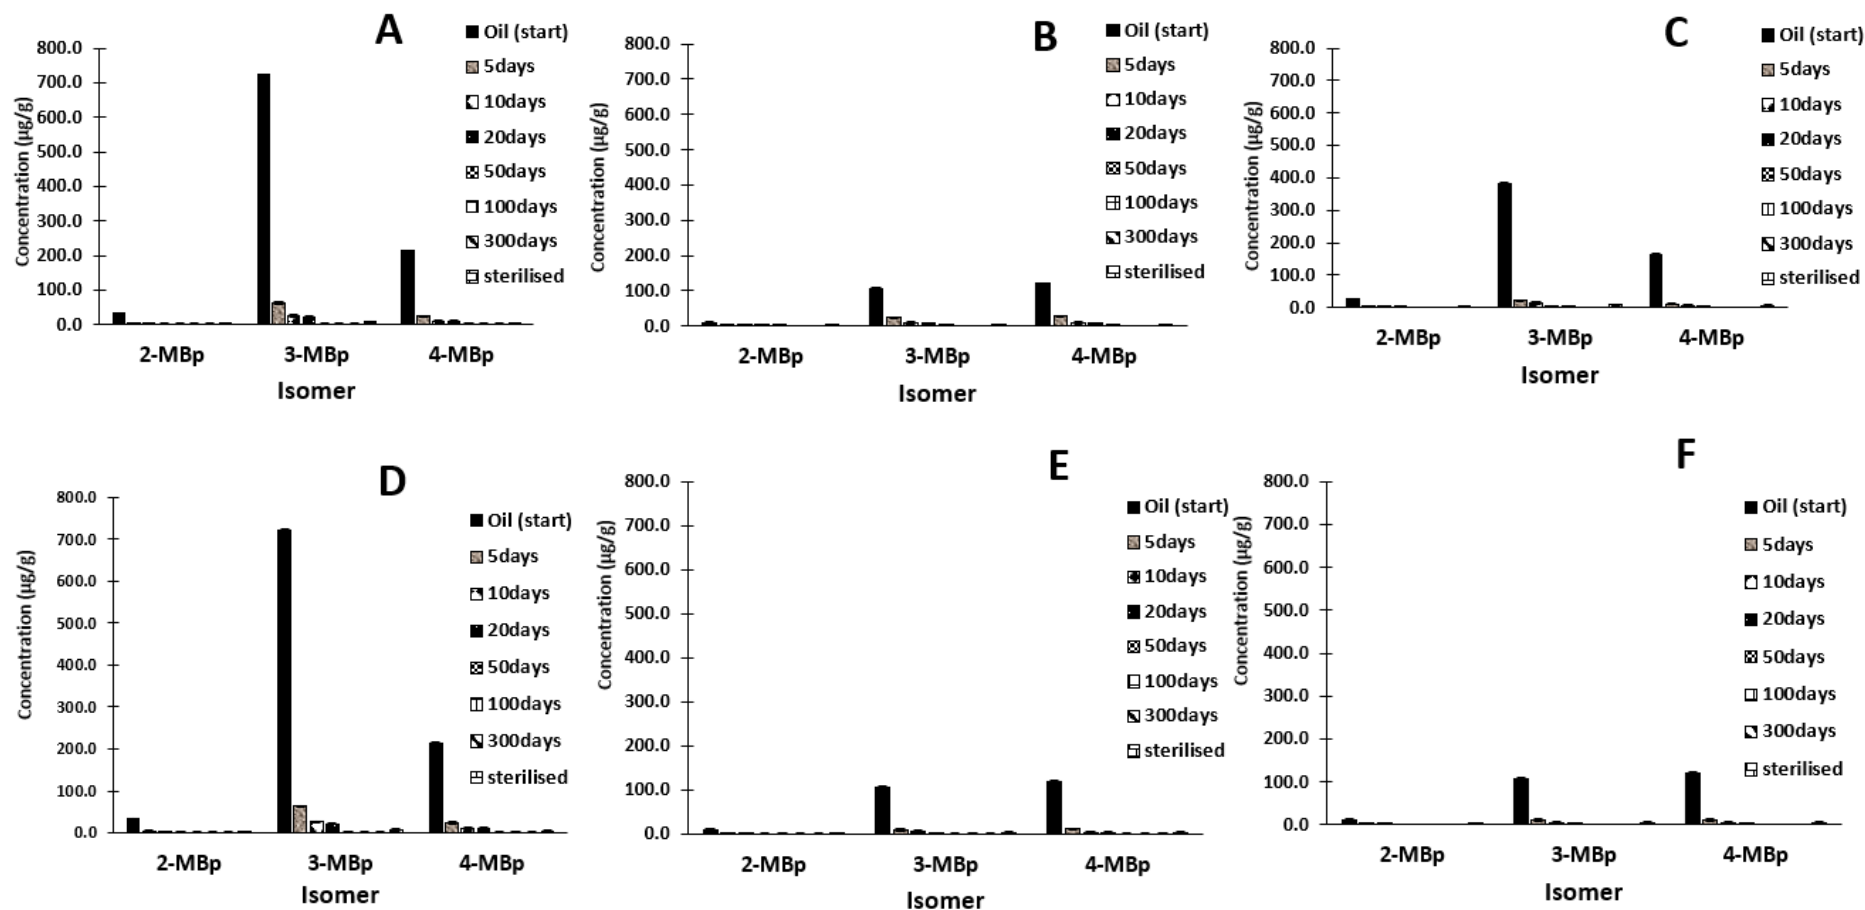 A
Oil (start)
5days
10days
20days
50days
100days
300days
sterilised
800.0
700.0
600.0
500.0
400.0
300.0
200.0
100.0
0.0
Concentration (µg/g)
2-MBp
3-MBp
4-MBp
Isomer
B
Oil (start)
5days
10days
20days
50days
100days
300days
sterilised
800.0
700.0
600.0
500.0
400.0
300.0
200.0
100.0
0.0
Concentration (µg/g)
2-MBp
3-MBp
4-MBp
Isomer
C
Oil (start)
5days
10days
20days
50days
100days
300days
sterilised
800.0
700.0
600.0
500.0
400.0
300.0
200.0
100.0
0.0
Concentration (µg/g)
2-MBp
3-MBp
4-MBp
Isomer
D
Oil (start)
5days
10days
20days
50days
100days
300days
sterilised
800.0
700.0
600.0
500.0
400.0
300.0
200.0
100.0
0.0
Concentration (µg/g)
2-MBp
3-MBp
4-MBp
Isomer
E
Oil (start)
5days
10days
20days
50days
100days
300days
sterilised
800.0
700.0
600.0
500.0
400.0
300.0
200.0
100.0
0.0
Concentration (µg/g)
2-MBp
3-MBp
4-MBp
Isomer
F
Oil (start)
5days
10days
20days
50days
100days
300days
sterilised
800.0
700.0
600.0
500.0
400.0
300.0
200.0
100.0
0.0
Concentration (µg/g)
2-MBp
3-MBp
4-MBp
Isomer